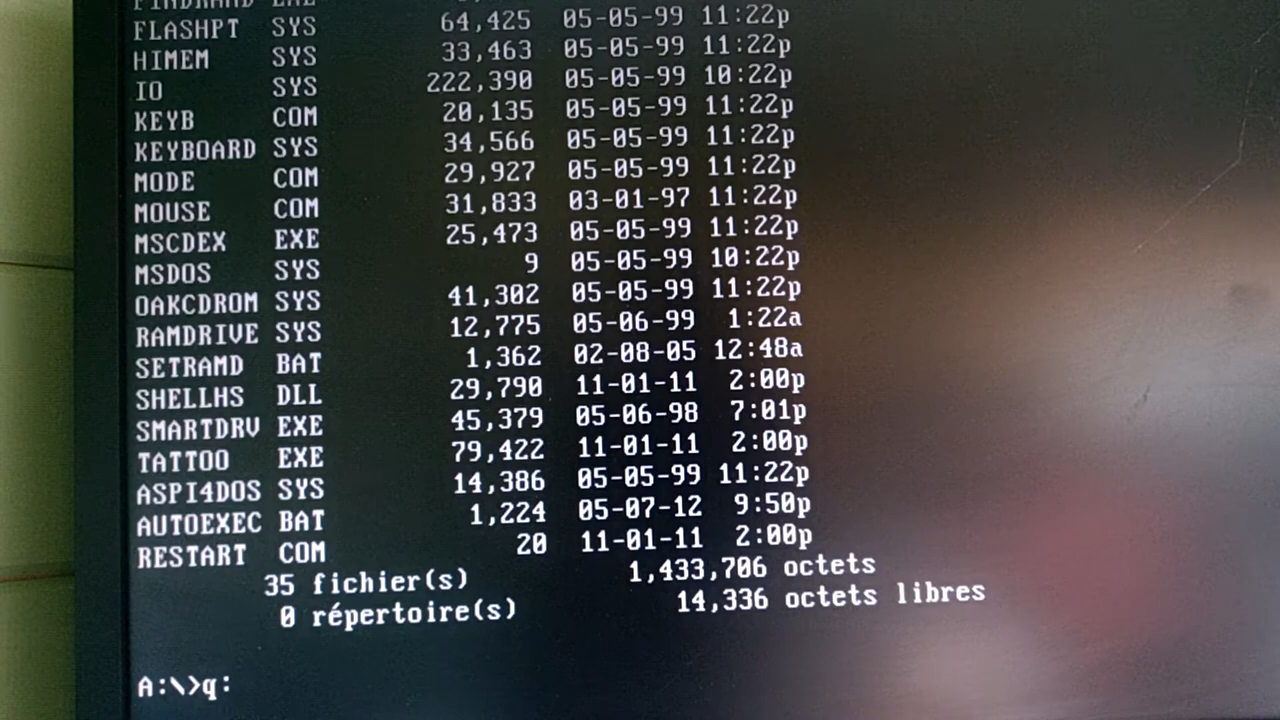 FLASHPT SYS 64,425 05-05-99 11:22p
HIMEM SYS 33,463 05-05-99 11:22p
IO SYS 222,390 05-05-99 10:22p
KEYB COM 20,135 05-05-99 11:22p
KEYBOARD SYS 34,566 05-05-99 11:22p
MODE COM 29,927 05-05-99 11:22p
MOUSE COM 31,833 03-01-97 11:22p
MSCDEX EXE 25,473 05-05-99 11:22p
MSDOS SYS 9 05-05-99 10:22p
OAKCDROM SYS 41,302 05-05-99 11:22p
RAMDRIVE SYS 12,775 05-06-99 1:22a
SETRAMD BAT 1,362 02-08-05 12:48a
SHELLHS DLL 29,790 11-01-11 2:00p
SMARTDRV EXE 45,379 05-06-98 7:01p
TATTOO EXE 79,422 11-01-11 2:00p
ASPI4DOS SYS 14,386 05-05-99 11:22p
AUTOEXEC BAT 1,224 05-07-12 9:50p
RESTART COM 20 11-01-11 2:00p
35 fichier(s) 1,433,706 octets
0 répertoire(s) 14,336 octets libres
A:\>q: